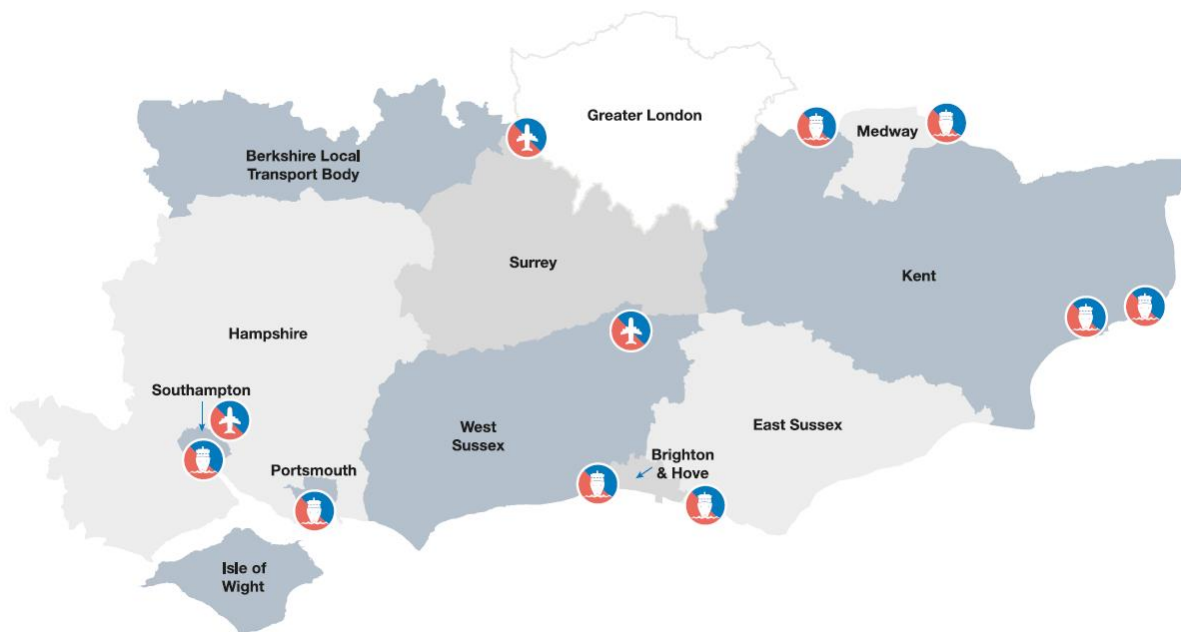 Greater London
Medway
Berkshire Local
Transport Body
Surrey
Kent
Hampshire
Southampton
West
Sussex
East Sussex
Brighton
& Hove
Portsmouth
Isle of
Wight